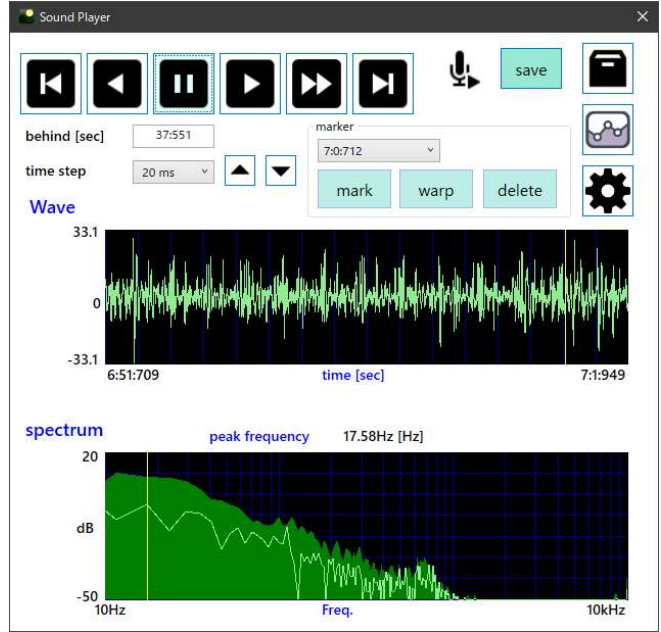 Sound Player
save
behind [sec]
37:551
marker
7:0:712
time step
20 ms
mark
warp
delete
Wave
33.1
0
-33.1
6:51:709
time [sec]
7:1:949
spectrum
peak frequency
17.58Hz [Hz]
20
dB
-50
10Hz
Freq.
10kHz